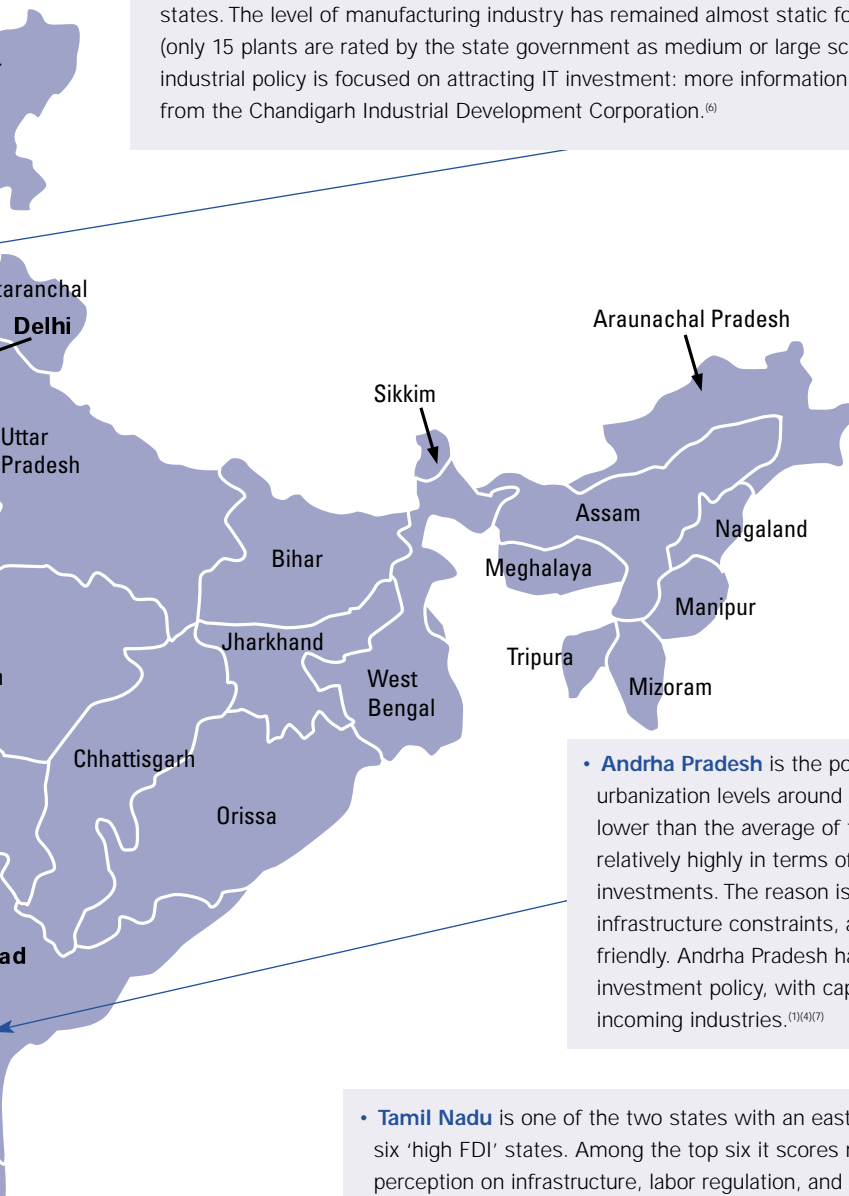 states. The level of manufacturing industry has remained almost static fo
(only 15 plants are rated by the state government as medium or large sc
industrial policy is focused on attracting IT investment: more information
from the Chandigarh Industrial Development Corporation.(6)
taranchal
Delhi
Araunachal Pradesh
Sikkim
Uttar
Pradesh
Assam
Nagaland
Bihar
Meghalaya
Manipur
Jharkhand
Tripura
West
Bengal
Mizoram
Chhattisgarh
Orissa
• Andrha Pradesh is the po
urbanization levels around
lower than the average of
relatively highly in terms of
investments. The reason is
infrastructure constraints, a
friendly. Andrha Pradesh ha
investment policy, with cap
incoming industries.(1)(4)(7)
ad
• Tamil Nadu is one of the two states with an east
six ‘high FDI’ states. Among the top six it scores
perception on infrastructure, labor regulation, and